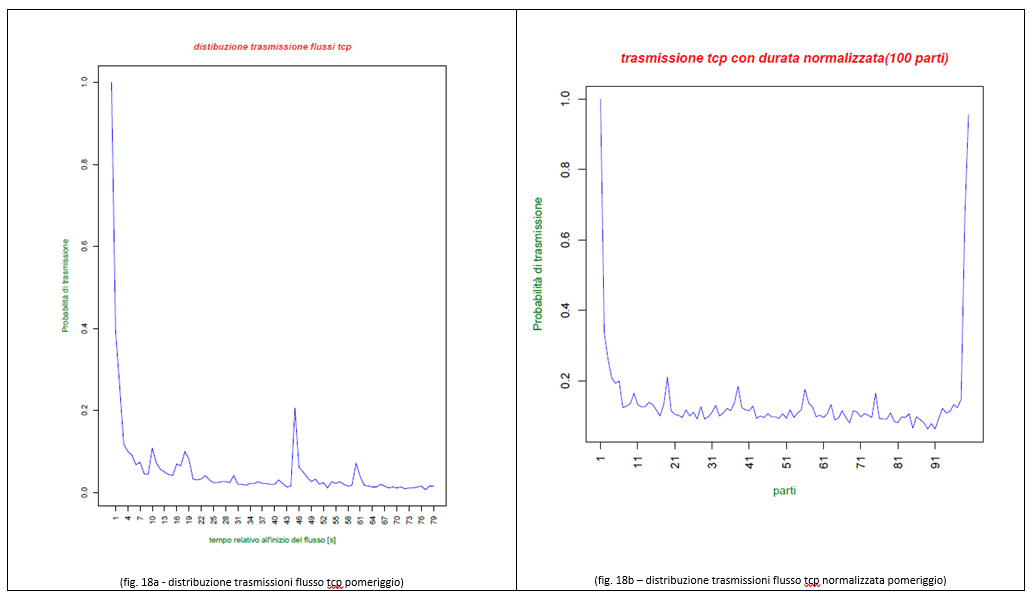 distibuzione trasmissione flussi tcp
1.0
0.8
0.6
0.4
0.2
0.0
Probabilità di trasmissione
1 4 7 10 13 16 19 22 25 28 31 34 37 40 43 46 49 52 55 58 61 64 67 70 73 76 79
tempo relativo all'inizio del flusso [s]
(fig. 18a - distribuzione trasmissioni flusso tcp pomeriggio)
trasmissione tcp con durata normalizzata(100 parti)
1.0
0.8
0.6
0.4
0.2
Probabilità di trasmissione
1 11 21 31 41 51 61 71 81 91
parti
(fig. 18b – distribuzione trasmissioni flusso tcp normalizzata pomeriggio)